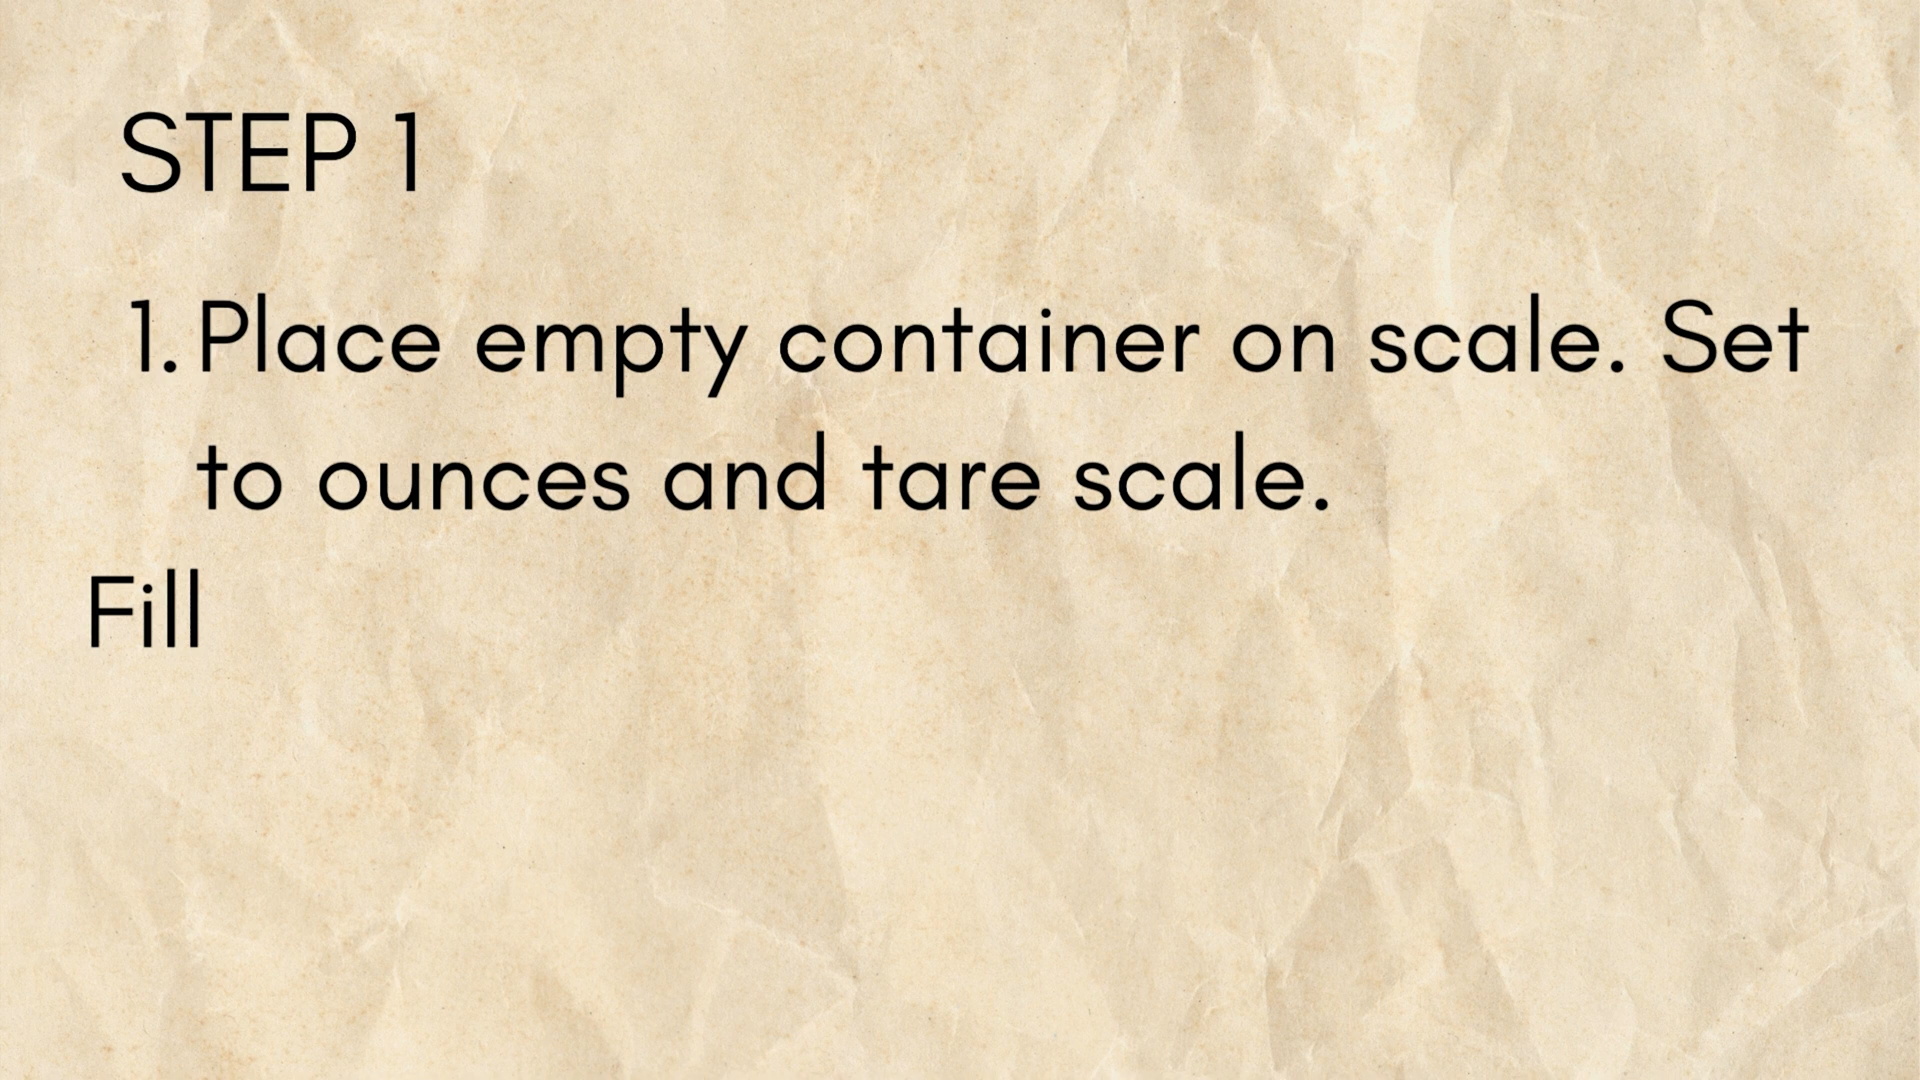 STEP 1
1. Place empty container on scale. Set
to ounces and tare scale.
Fill